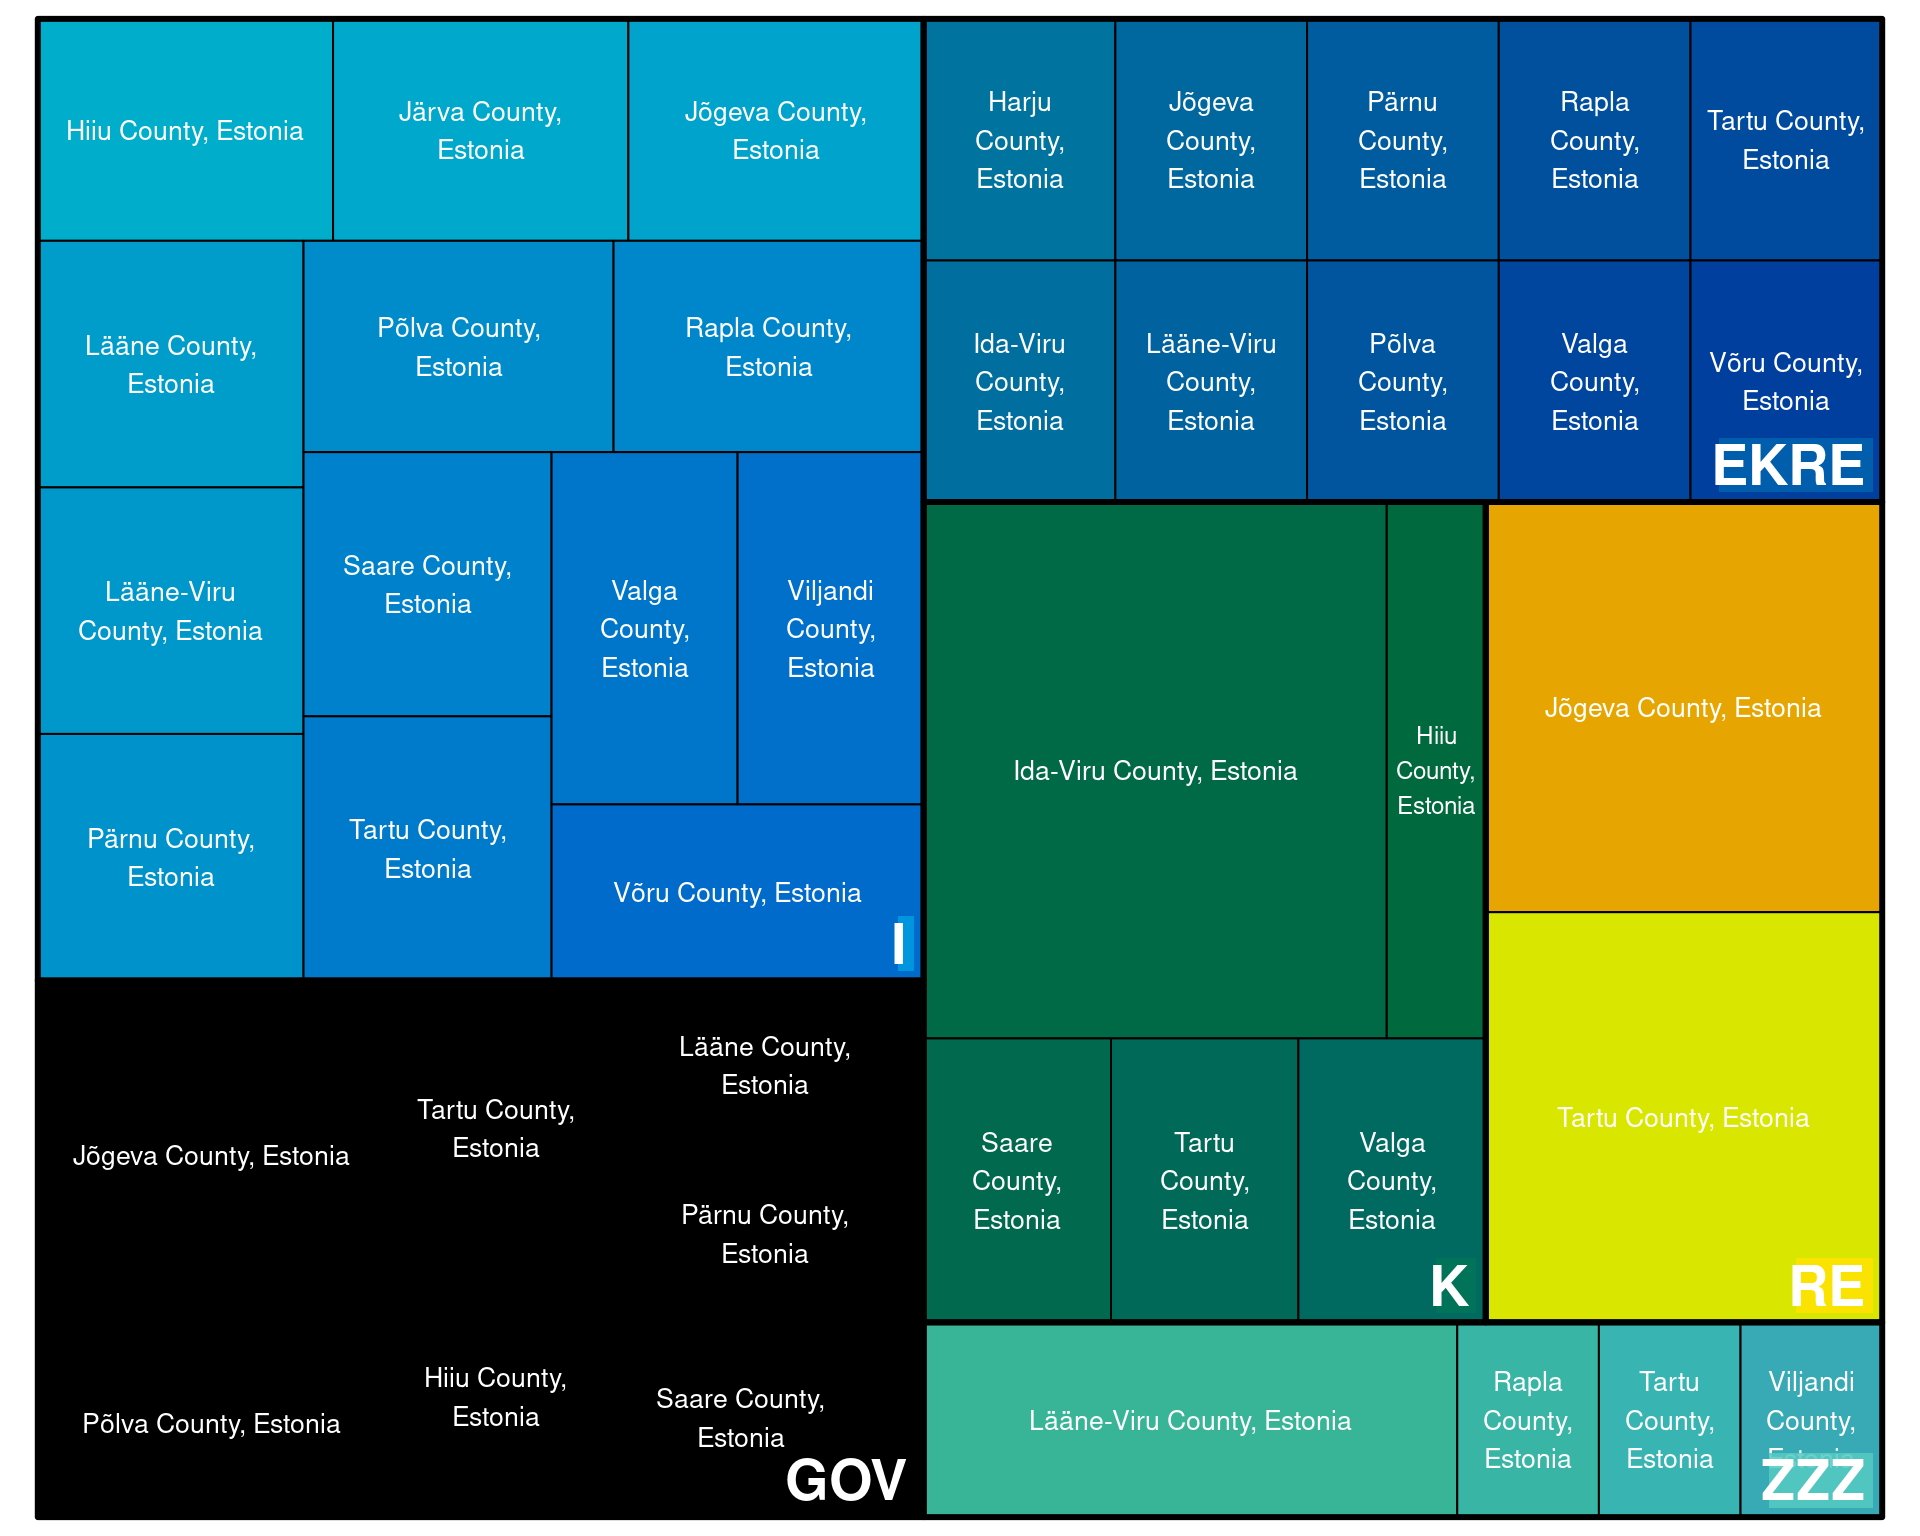 Hiiu County, Estonia
Järva County,
Estonia
Jõgeva County,
Estonia
Lääne County,
Estonia
Põlva County,
Estonia
Rapla County,
Estonia
Lääne-Viru
County, Estonia
Saare County,
Estonia
Valga
County,
Estonia
Viljandi
County,
Estonia
Pärnu County,
Estonia
Tartu County,
Estonia
Võru County, Estonia
I
Jõgeva County, Estonia
Tartu County,
Estonia
Lääne County,
Estonia
Pärnu County,
Estonia
Põlva County, Estonia
Hiiu County,
Estonia
Saare County,
Estonia
GOV
Harju
County,
Estonia
Jõgeva
County,
Estonia
Pärnu
County,
Estonia
Rapla
County,
Estonia
Tartu County,
Estonia
Ida-Viru
County,
Estonia
Lääne-Viru
County,
Estonia
Põlva
County,
Estonia
Valga
County,
Estonia
Võru County,
Estonia
EKRE
Ida-Viru County, Estonia
Hiiu
County,
Estonia
Saare
County,
Estonia
Tartu
County,
Estonia
Valga
County,
Estonia
K
Jõgeva County, Estonia
Tartu County, Estonia
RE
Lääne-Viru County, Estonia
Rapla
County,
Estonia
Tartu
County,
Estonia
Viljandi
County,
Estonia
ZZZ